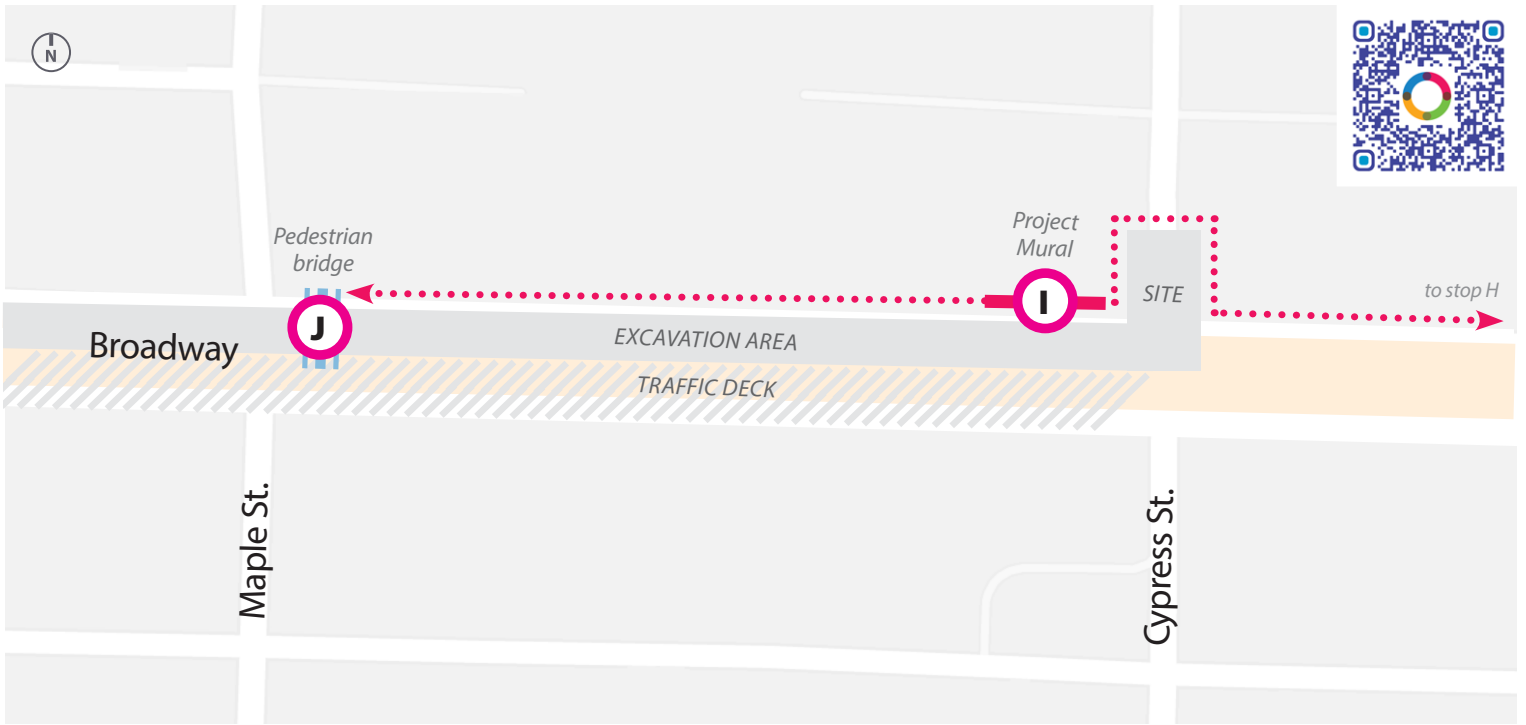 N
Pedestrian
bridge
Project
Mural
SITE
to stop H
I
J
Broadway
EXCAVATION AREA
TRAFFIC DECK
Maple St.
Cypress St.